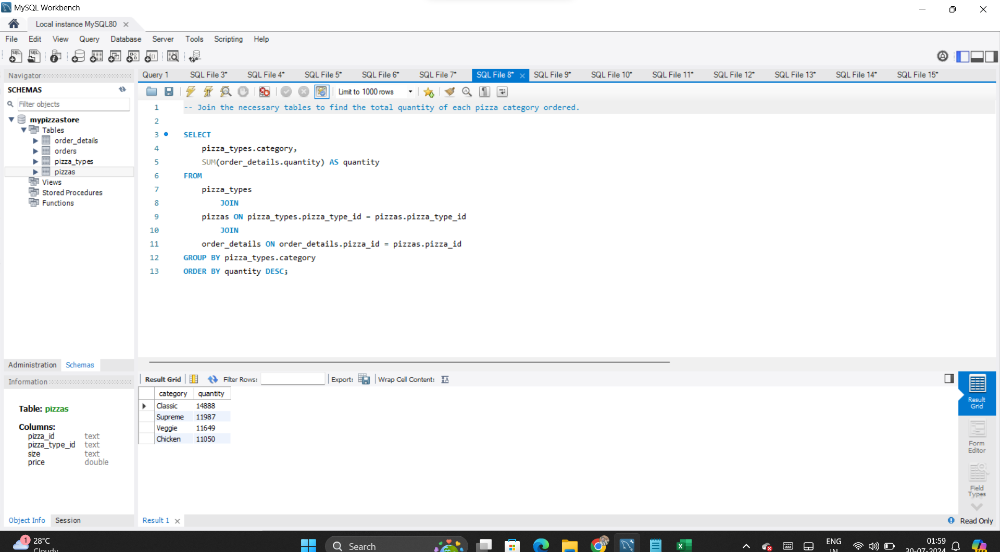 MySQL Workbench
Local instance MySQL80
File Edit View Query Database Server Tools Scripting Help
Navigator
SCHEMAS
Filter objects
mypizzastore
Tables
order_details
orders
pizza_types
pizzas
Views
Stored Procedures
Functions
Administration Schemas
Information
Table: pizzas
Columns:
pizza_id text
pizza_type_id text
size text
price double
Object Info Session
Query 1 SQL File 3* SQL File 4* SQL File 5* SQL File 6* SQL File 7* SQL File 8* SQL File 9* SQL File 10* SQL File 11* SQL File 12* SQL File 13* SQL File 14* SQL File 15*
Limit to 1000 rows
1 -- Join the necessary tables to find the total quantity of each pizza category ordered.
2
3 SELECT
4 pizza_types.category,
5 SUM(order_details.quantity) AS quantity
6 FROM
7 pizza_types
8 JOIN
9 pizzas ON pizza_types.pizza_type_id = pizzas.pizza_type_id
10 JOIN
11 order_details ON order_details.pizza_id = pizzas.pizza_id
12 GROUP BY pizza_types.category
13 ORDER BY quantity DESC;
Result Grid Filter Rows: Export: Wrap Cell Content:
category quantity
Classic 14888
Supreme 11987
Veggie 11649
Chicken 11050
Result
Grid
Form
Editor
Field
Types
Result 1
Read Only
1 28°C
Cloudy
Search
ENG
IN
01:59
30-07-2024